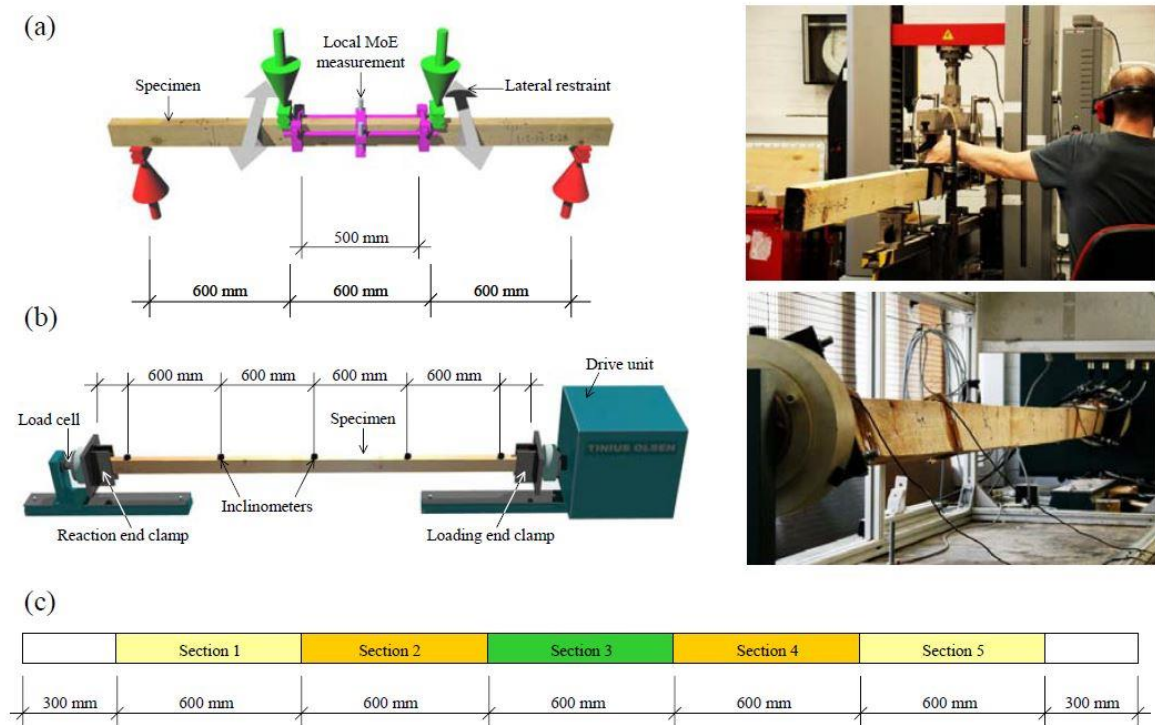 (a)
Local MoE
measurement
Specimen
Lateral restraint
500 mm
600 mm 600 mm 600 mm
(b)
Drive unit
600 mm 600 mm 600 mm 600 mm
Load cell
Specimen
TINIUS OLSEN
Inclinometers
Reaction end clamp
Loading end clamp
(c)
Section 1 Section 2 Section 3 Section 4 Section 5
300 mm 600 mm 600 mm 600 mm 600 mm 600 mm 300 mm